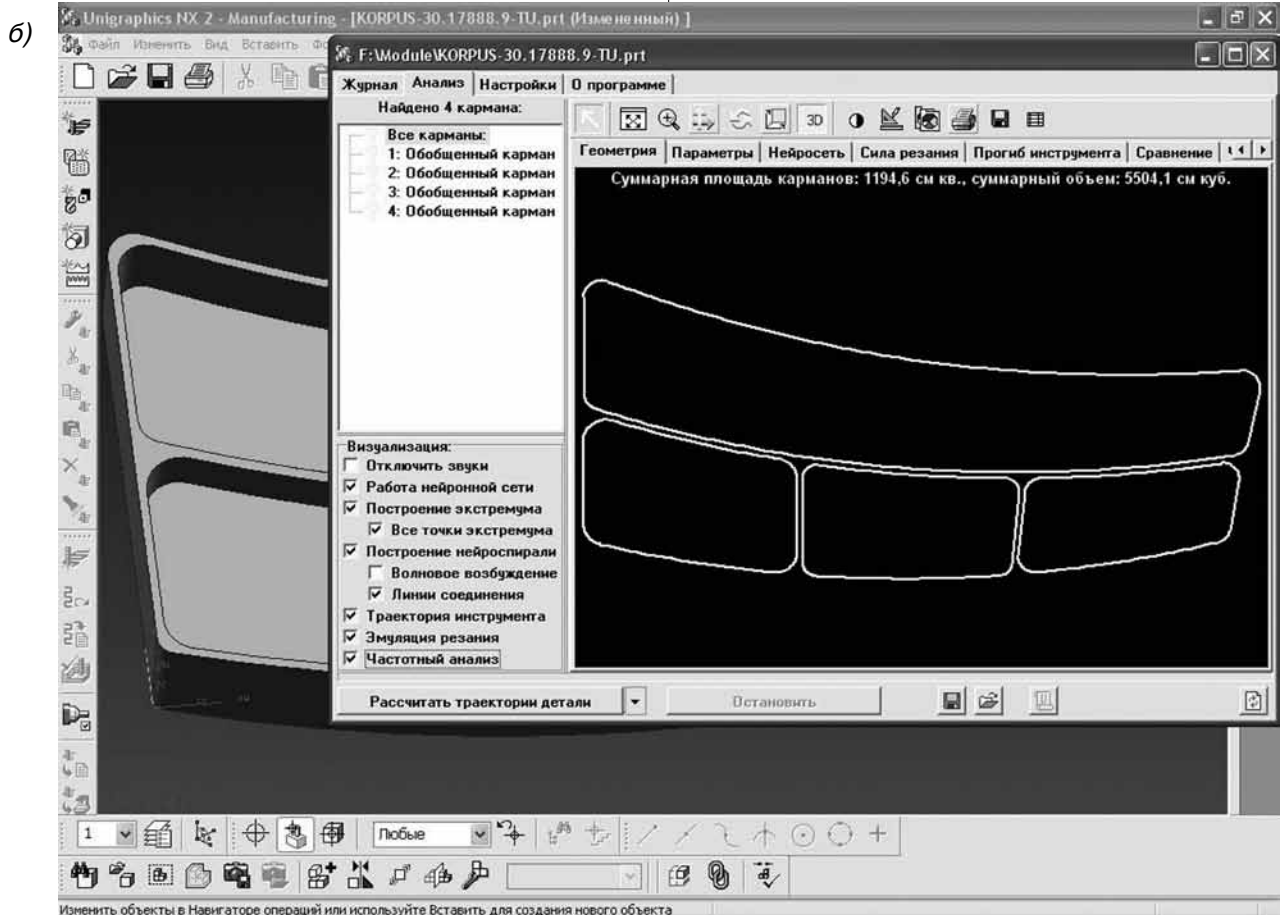 б)
Unigraphics NX 2 - Manufacturing - [KORPUS-30.17888.9-TU.prt (Измененный) ]
Файл Изменить Вид Вставить Фо
F:\Module\KORPUS-30.17888.9-TU.prt
Журнал Анализ Настройки О программе
Найдено 4 кармана:
Все карманы:
1: Обобщенный карман
2: Обобщенный карман
3: Обобщенный карман
4: Обобщенный карман
3D
Геометрия Параметры Нейросеть Сила резания Прогиб инструмента Сравнение
Суммарная площадь карманов: 1194,6 см кв., суммарный объем: 5504,1 см куб.
Визуализация:
Отключить звуки
Работа нейронной сети
Построение экстремума
Все точки экстремума
Построение нейроспирали
Волновое возбуждение
Линии соединения
Траектория инструмента
Эмуляция резания
Частотный анализ
Рассчитать траектории детали
Остановить
1
Любые
Изменить объекты в Навигаторе операций или используйте Вставить для создания нового объекта